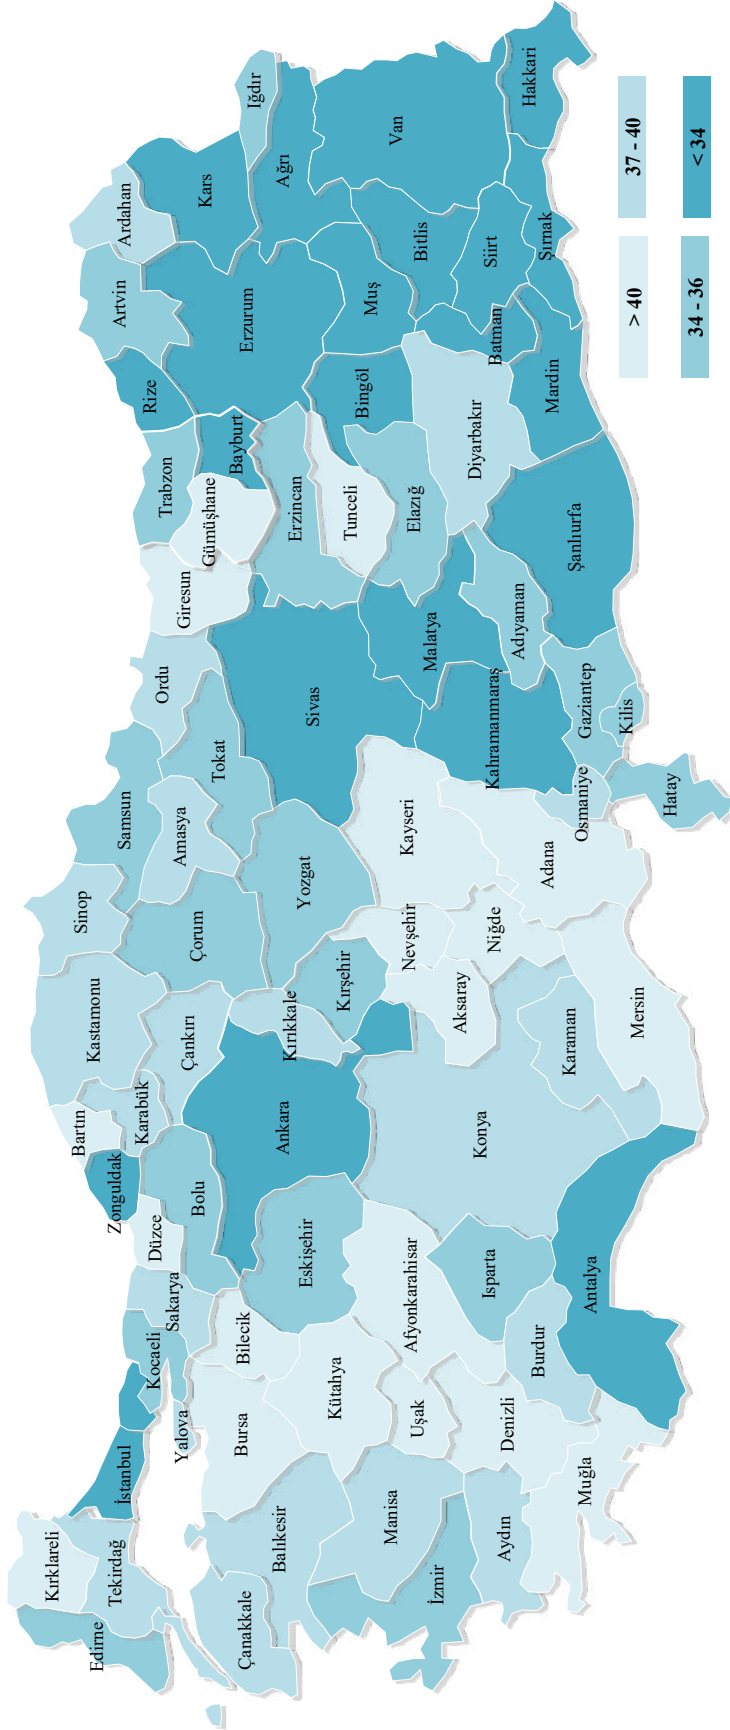 Kırklareli
Edirne
Tekirdağ
İstanbul
Kocaeli
Yalova
Sakarya
Düzce
Zonguldak
Bartın
Karabük
Kastamonu
Sinop
Samsun
Ordu
Giresun
Trabzon
Rize
Artvin
Ardahan
Çanakkale
Balıkesir
Bursa
Bilecik
Bolu
Çankırı
Çorum
Amasya
Tokat
Gümüşhane
Bayburt
Erzurum
Kars
Iğdır
Kütahya
Eskişehir
Ankara
Kırıkkale
Kırşehir
Yozgat
Sivas
Erzincan
Tunceli
Bingöl
Muş
Ağrı
Manisa
İzmir
Uşak
Afyonkarahisar
Konya
Aksaray
Nevşehir
Niğde
Kayseri
Malatya
Elazığ
Diyarbakır
Batman
Siirt
Bitlis
Van
Aydın
Denizli
Muğla
Burdur
Isparta
Antalya
Karaman
Mersin
Adana
Osmaniye
Kahramanmaraş
Adıyaman
Gaziantep
Kilis
Hatay
Şanlıurfa
Mardin
Şırnak
Hakkari
> 40
37 - 40
34 - 36
< 34